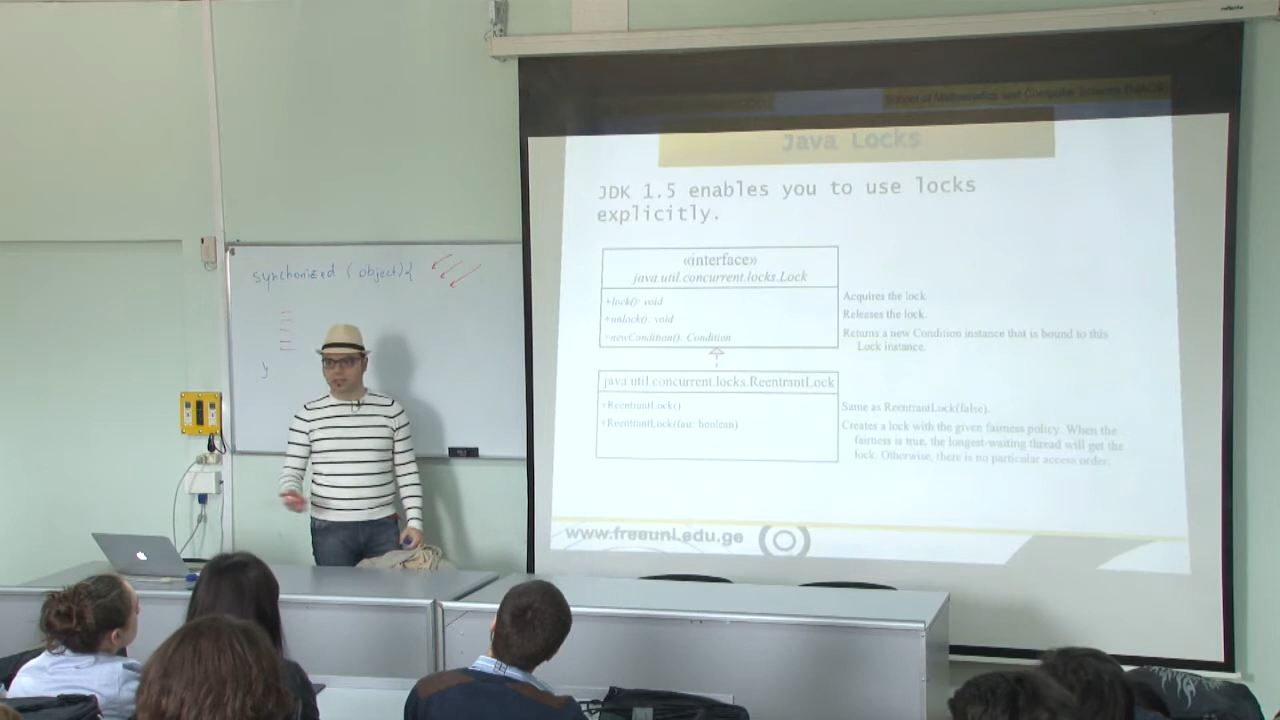 synchonized (object){
}
Java Locks
JDK 1.5 enables you to use locks
explicitly.
«interface»
java.util.concurrent.locks.Lock
+lock(): void
Acquires the lock.
+unlock(): void
Releases the lock.
+newCondition(): Condition
Returns a new Condition instance that is bound to this
Lock instance.
java.util.concurrent.locks.ReentrantLock
+ReentrantLock()
Same as ReentrantLock(false).
+ReentrantLock(fair: boolean)
Creates a lock with the given fairness policy. When the
fairness is true, the longest-waiting thread will get the
lock. Otherwise, there is no particular access order.
www.freeuni.edu.ge